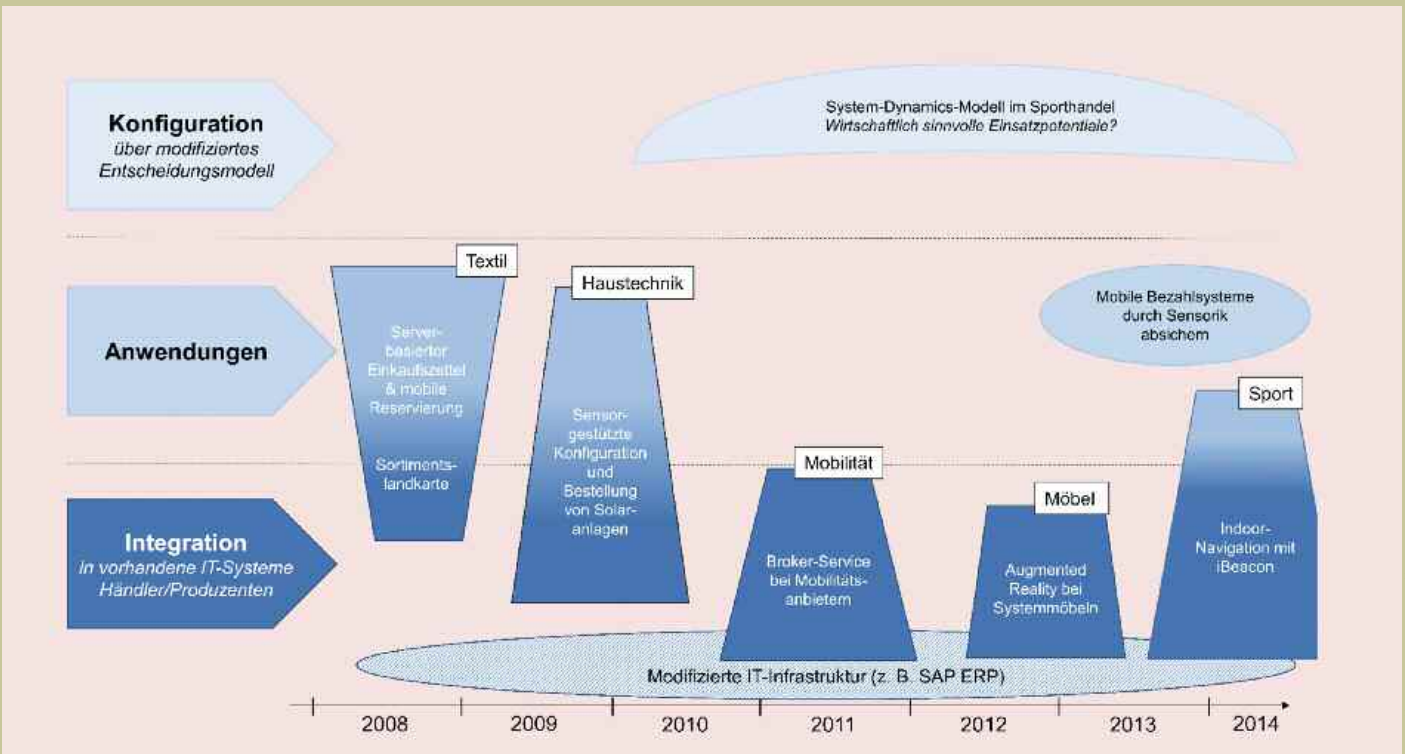 Konfiguration
über modifiziertes
Entscheidungsmodell
System-Dynamics-Modell im Sporthandel
Wirtschaftlich sinnvolle Einsatzpotentiale?
Anwendungen
Textil
Server-
basierter
Einkaufszettel
& mobile
Reservierung
Sortiments-
landkarte
Haustechnik
Sensor-
gestützte
Konfiguration
und
Bestellung
von Solar-
anlagen
Mobile Bezahlsysteme
durch Sensorik
absichern
Sport
Indoor-
Navigation mit
iBeacon
Integration
In vorhandene IT-Systeme
Händler/Produzenten
Mobilität
Broker-Service
bei Mobilitäts-
anbietern
Möbel
Augmented
Reality bei
Systemmöbeln
Modifizierte IT-Infrastruktur (z. B. SAP ERP)
2008 2009 2010 2011 2012 2013 2014